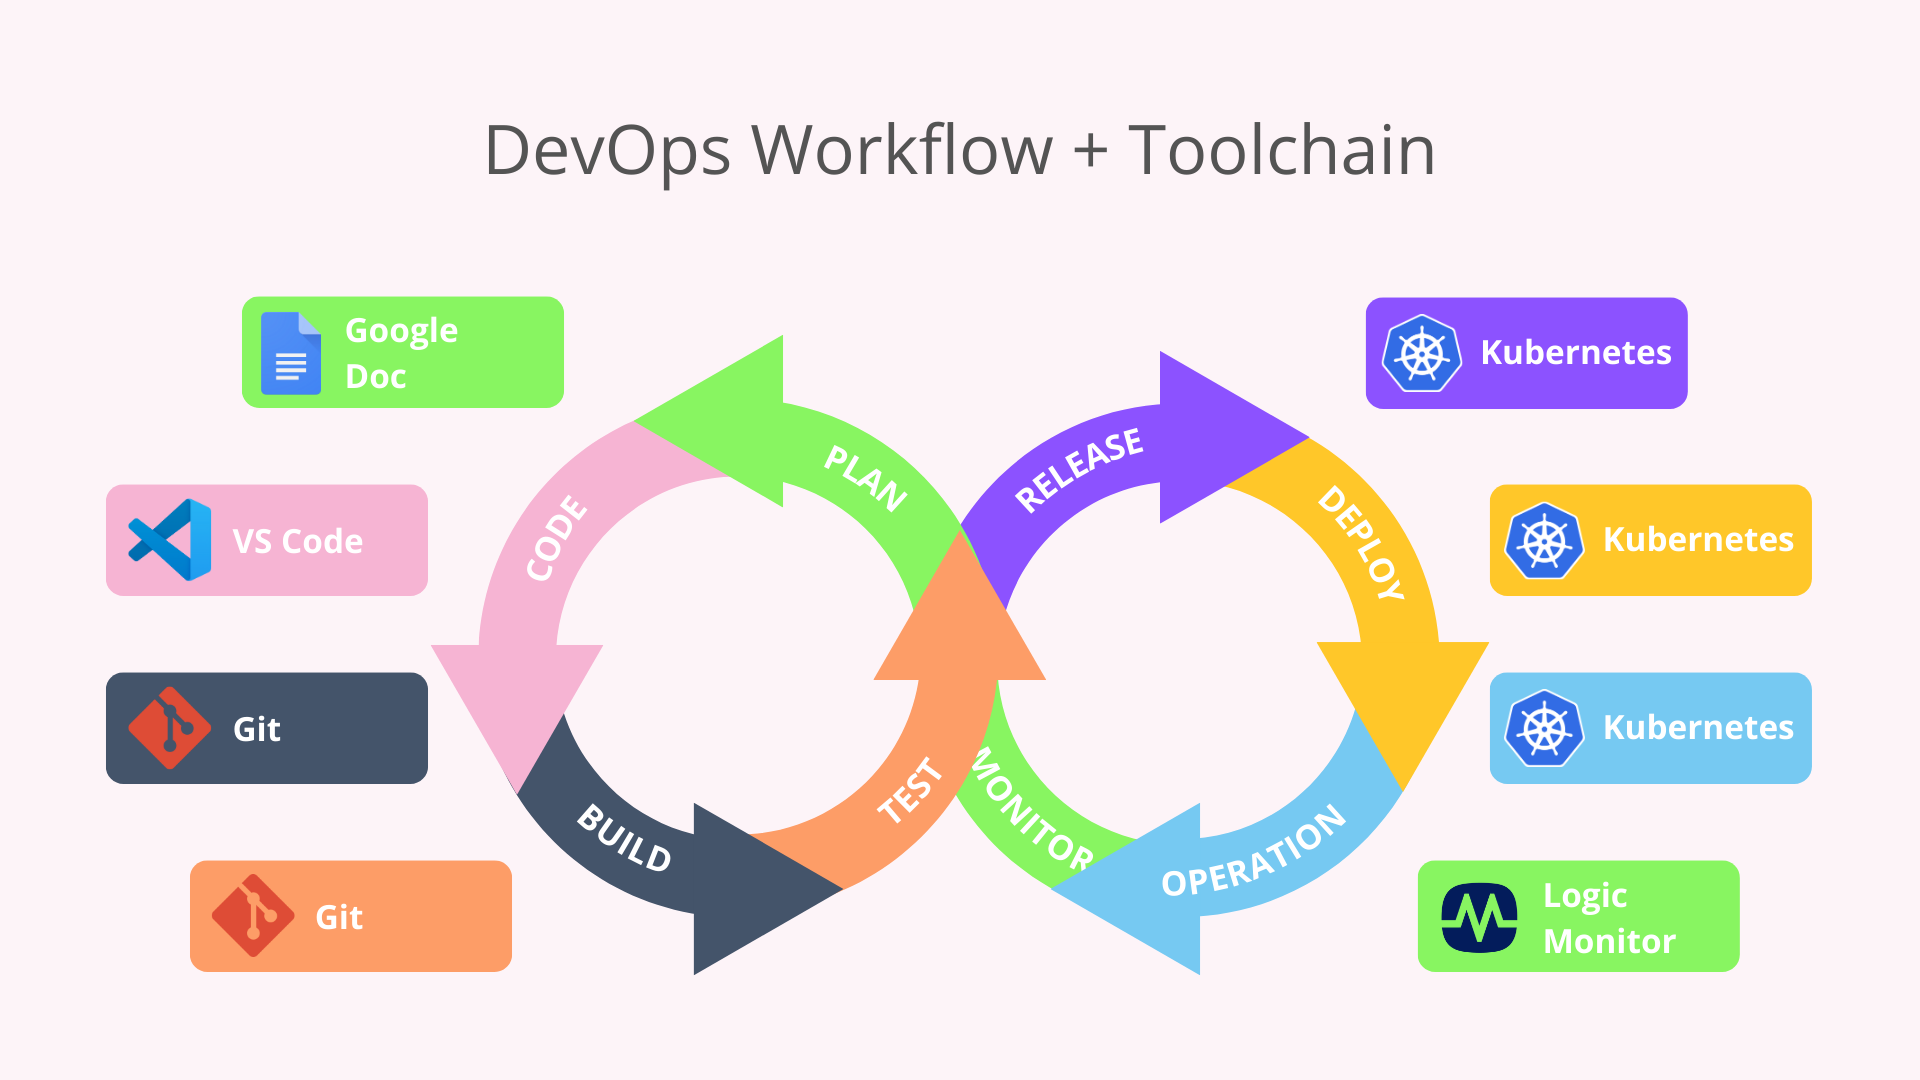 DevOps Workflow + Toolchain
Google
Doc
VS Code
Git
Git
PLAN
CODE
BUILD
TEST
RELEASE
DEPLOY
OPERATION
MONITOR
Kubernetes
Kubernetes
Kubernetes
Logic
Monitor